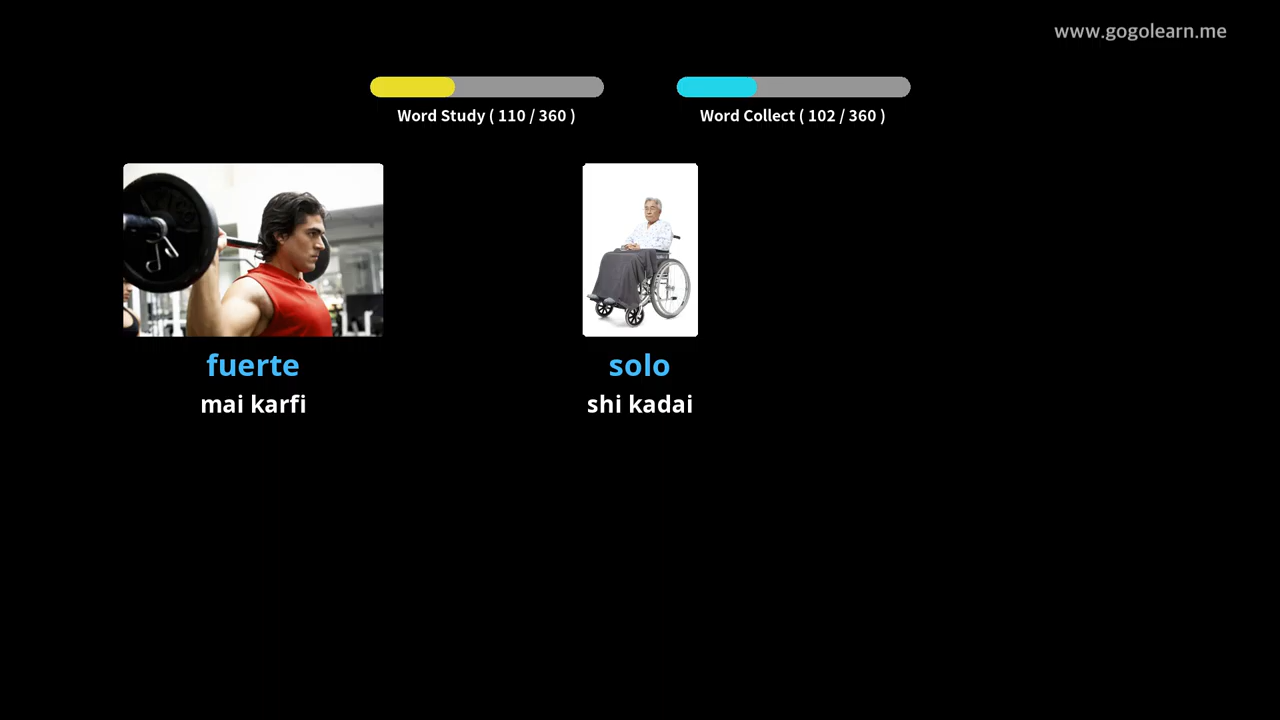 www.gogolearn.me
Word Study ( 110 / 360 )
Word Collect ( 102 / 360 )
fuerte
mai karfi
solo
shi kadai